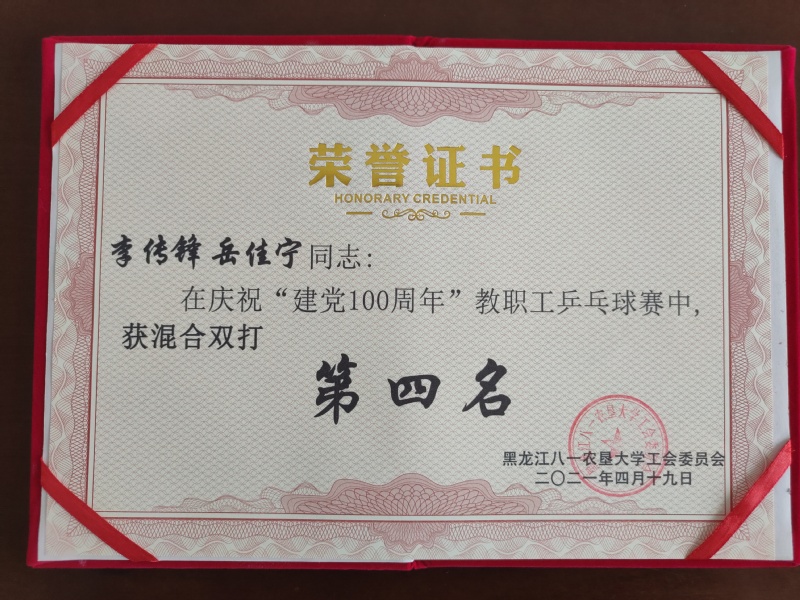 荣誉证书
HONORARY CREDENTIAL
李传锋 岳佳宁同志:
在庆祝“建党100周年”教职工乒乓球赛中,
获混合双打
第四名
黑龙江八一农垦大学工会委员会
二〇二一年四月十九日